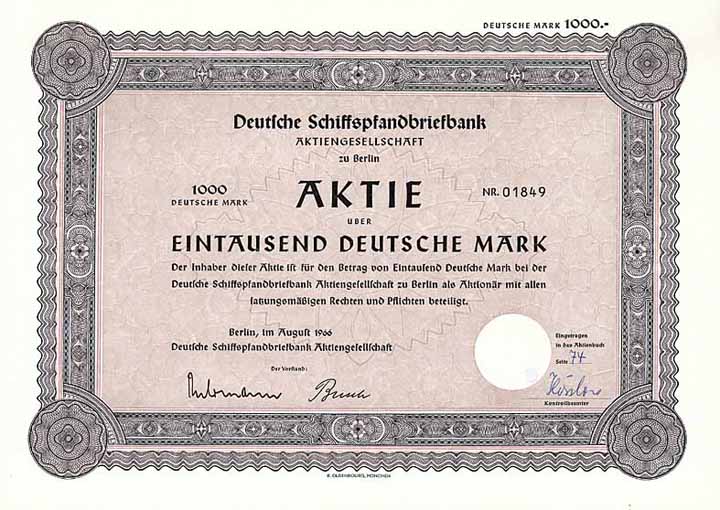 DEUTSCHE MARK 1000.-
Deutsche Schiffspfandbriefbank
AKTIENGESELLSCHAFT
zu Berlin
1000
DEUTSCHE MARK
AKTIE
NR. 01849
UBER
EINTAUSEND DEUTSCHE MARK
Der Inhaber dieser Aktie ist für den Betrag von Eintausend Deutsche Mark bei der
Deutsche Schiffspfandbriefbank Aktiengesellschaft zu Berlin als Aktionär mit allen
satzungsmäßigen Rechten und Pflichten beteiligt.
Berlin, im August 1966
Deutsche Schiffspfandbriefbank Aktiengesellschaft
Der Vorstand:
Eingetragen
in das Aktienbuch
Seite 74
Kontrollbeamter
R. OLDENBOURG, MÜNCHEN